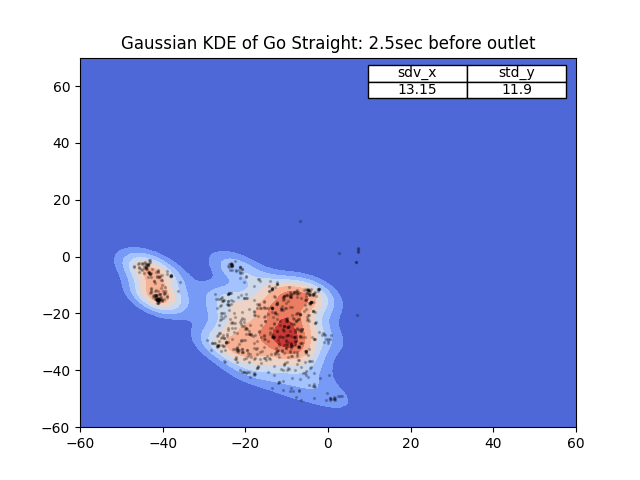 Gaussian KDE of Go Straight: 2.5sec before outlet
sdv_x std_y
13.15 11.9
60
40
20
0
−20
−40
−60
−60 −40 −20 0 20 40 60